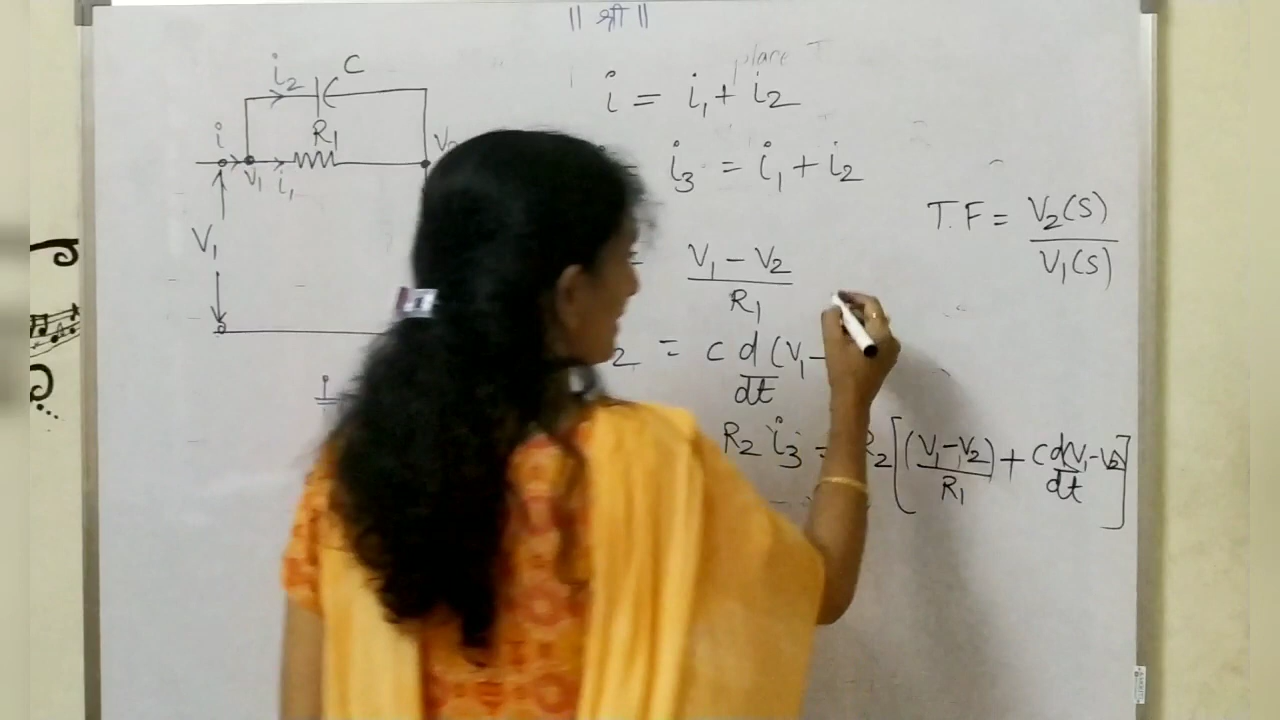 || श्री ||
i₂ C
R₁
i
V₁ i₁
V₁
i = i₁ + i₂
i₃ = i₁ + i₂
V₁ - V₂
R₁
2 = C d (V₁ -
dt
T.F = V₂(S)
V₁(S)
R₂ i₃ = R₂ [ (V₁-V₂) + C d(V₁-V₂ ]
R₁ dt